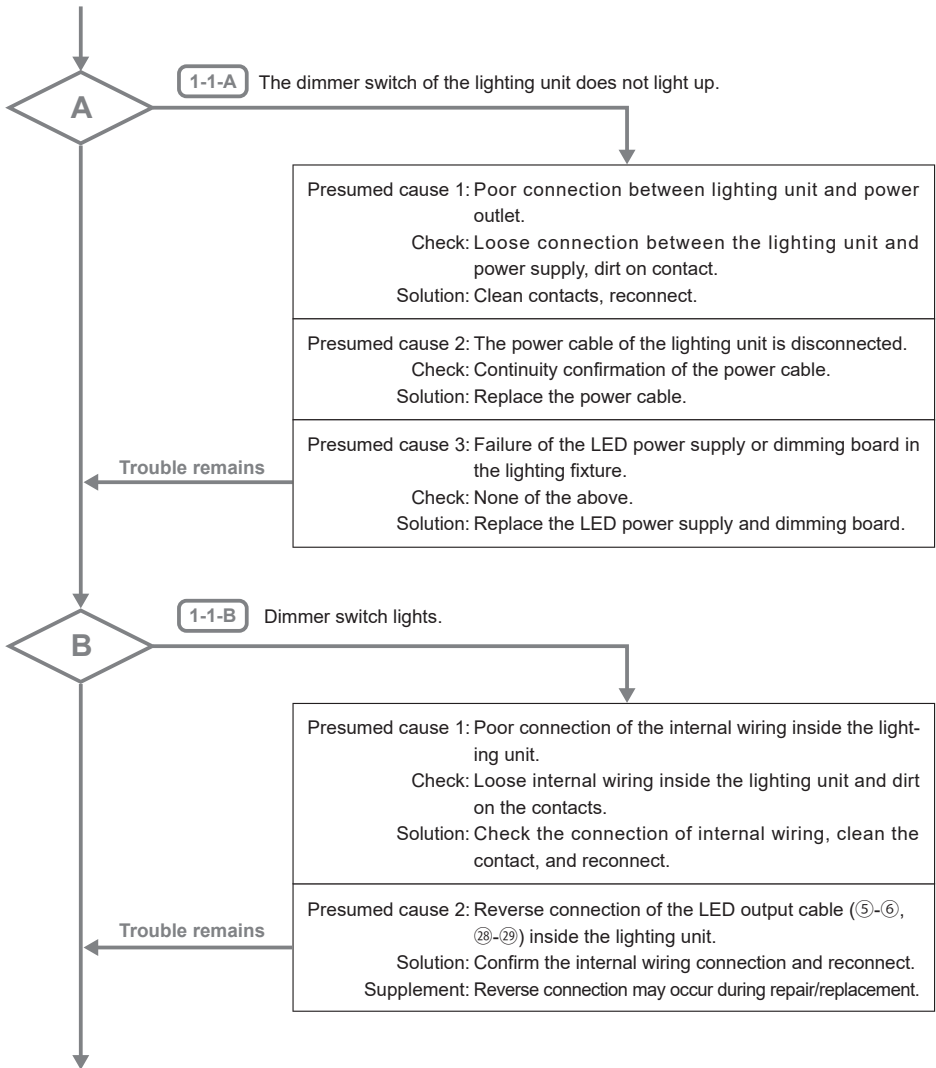 1-1-A The dimmer switch of the lighting unit does not light up.
A
Presumed cause 1: Poor connection between lighting unit and power
outlet.
Check: Loose connection between the lighting unit and
power supply, dirt on contact.
Solution: Clean contacts, reconnect.
Presumed cause 2: The power cable of the lighting unit is disconnected.
Check: Continuity confirmation of the power cable.
Solution: Replace the power cable.
Presumed cause 3: Failure of the LED power supply or dimming board in
the lighting fixture.
Check: None of the above.
Solution: Replace the LED power supply and dimming board.
Trouble remains
1-1-B Dimmer switch lights.
B
Presumed cause 1: Poor connection of the internal wiring inside the light-
ing unit.
Check: Loose internal wiring inside the lighting unit and dirt
on the contacts.
Solution: Check the connection of internal wiring, clean the
contact, and reconnect.
Presumed cause 2: Reverse connection of the LED output cable (⑤-⑥,
㉘-㉙) inside the lighting unit.
Solution: Confirm the internal wiring connection and reconnect.
Supplement: Reverse connection may occur during repair/replacement.
Trouble remains